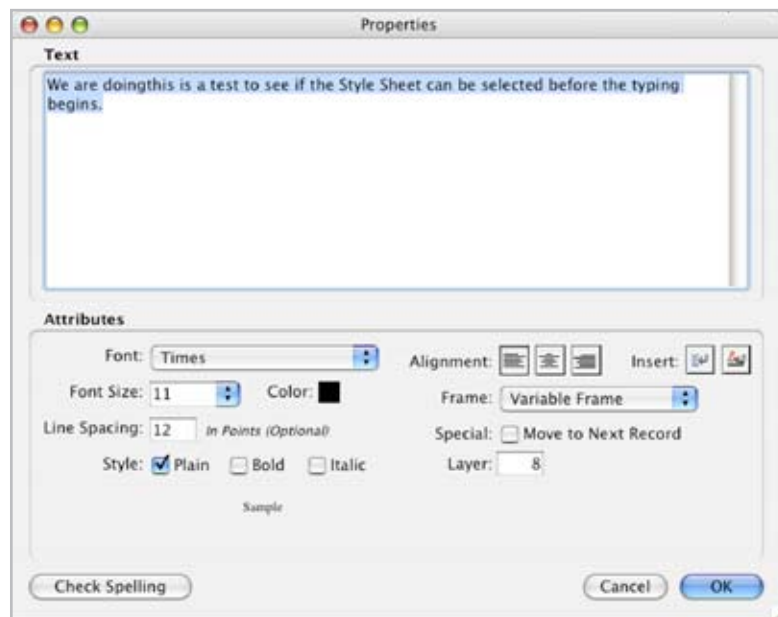 Properties
Text
We are doingthis is a test to see if the Style Sheet can be selected before the typing
begins.
Attributes
Font: Times
Alignment:
Insert:
Font Size: 11
Color:
Frame: Variable Frame
Line Spacing: 12 In Points (Optional)
Special: Move to Next Record
Style: Plain Bold Italic
Layer: 8
Sample
Check Spelling
Cancel
OK